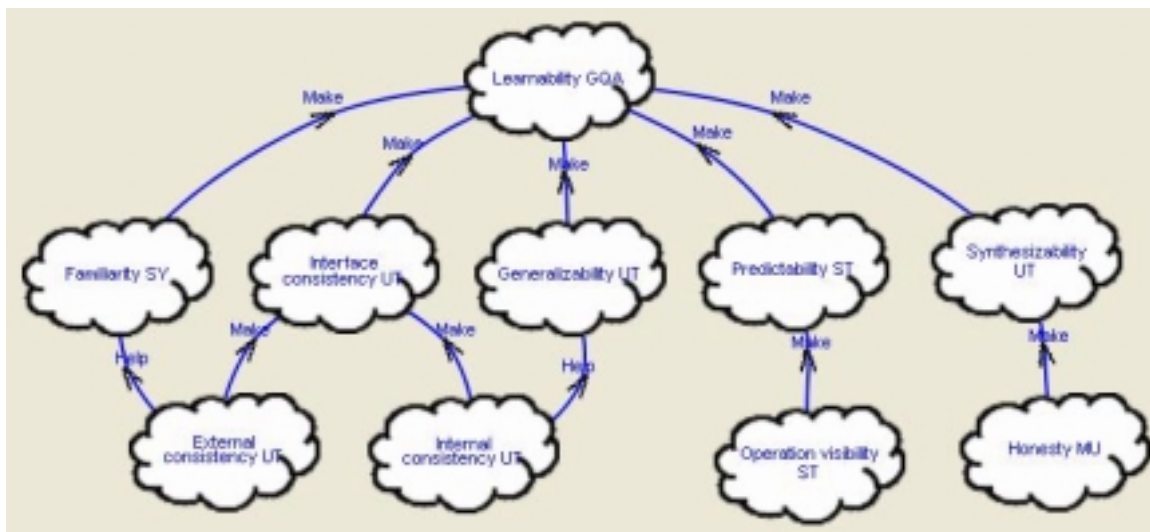 Learnability GQA
Make
Make
Make
Make
Make
Familiarity SY
Interface
consistency UT
Generalizability UT
Predictability ST
Synthesizability
UT
Help
Make
Make
Help
Make
Make
External
consistency UT
Internal
consistency UT
Operation visibility
ST
Honesty MU